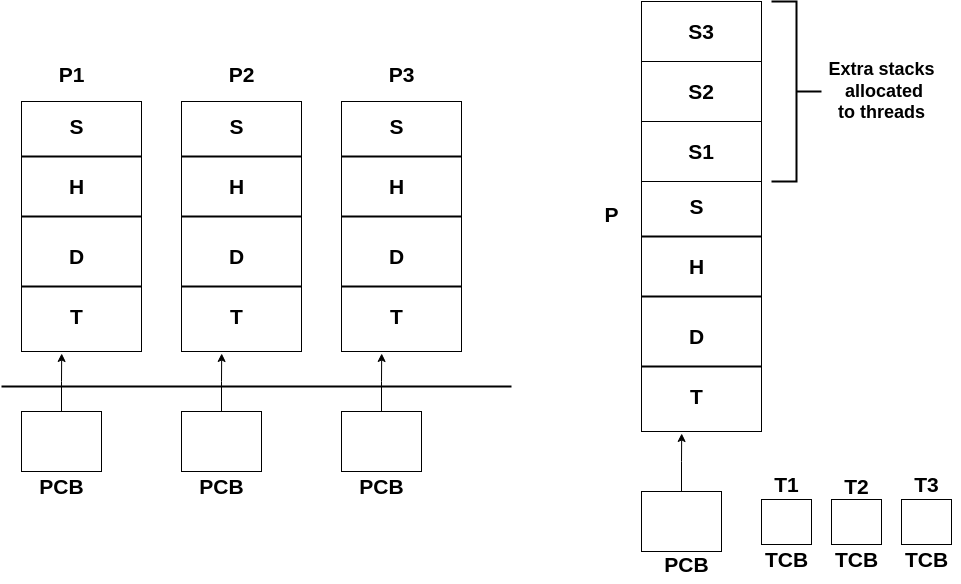 P1
P2
P3
S
S
S
H
H
H
D
D
D
T
T
T
PCB
PCB
PCB
S3
S2
S1
Extra stacks
allocated
to threads
P
S
H
D
T
PCB
T1
T2
T3
TCB
TCB
TCB